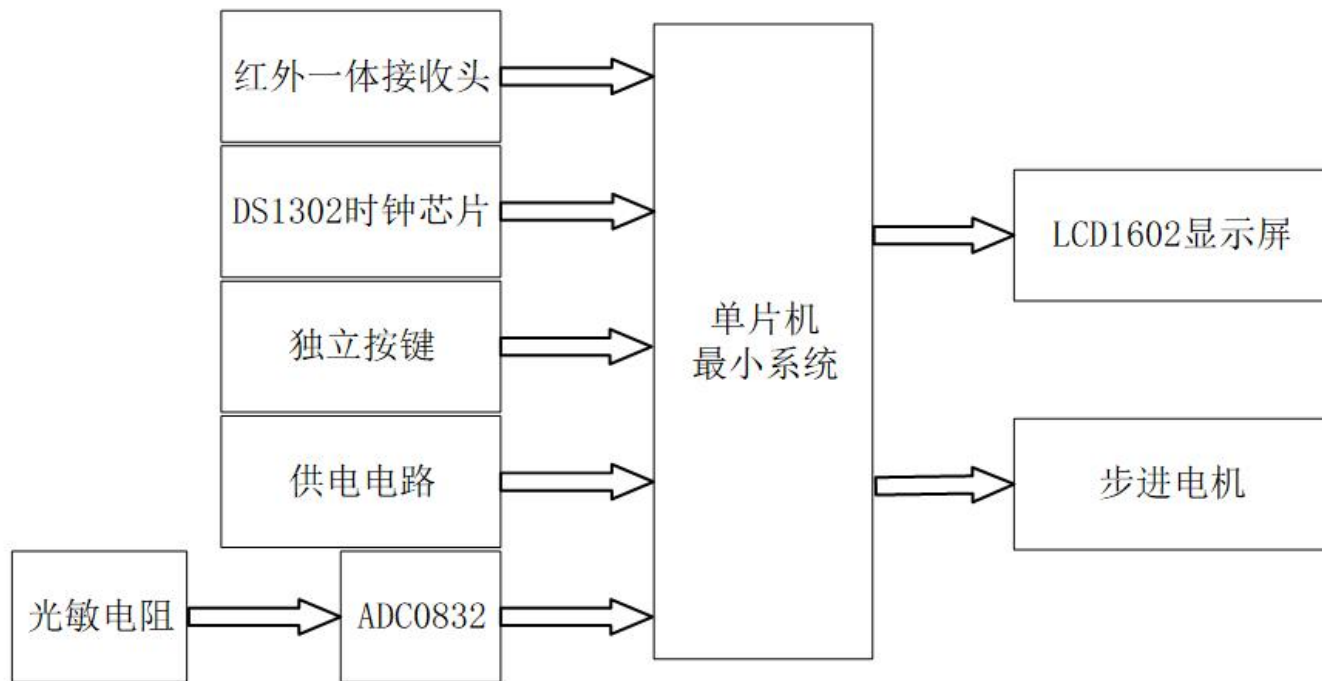 红外一体接收头
DS1302时钟芯片
独立按键
供电电路
光敏电阻
ADC0832
单片机
最小系统
LCD1602显示屏
步进电机